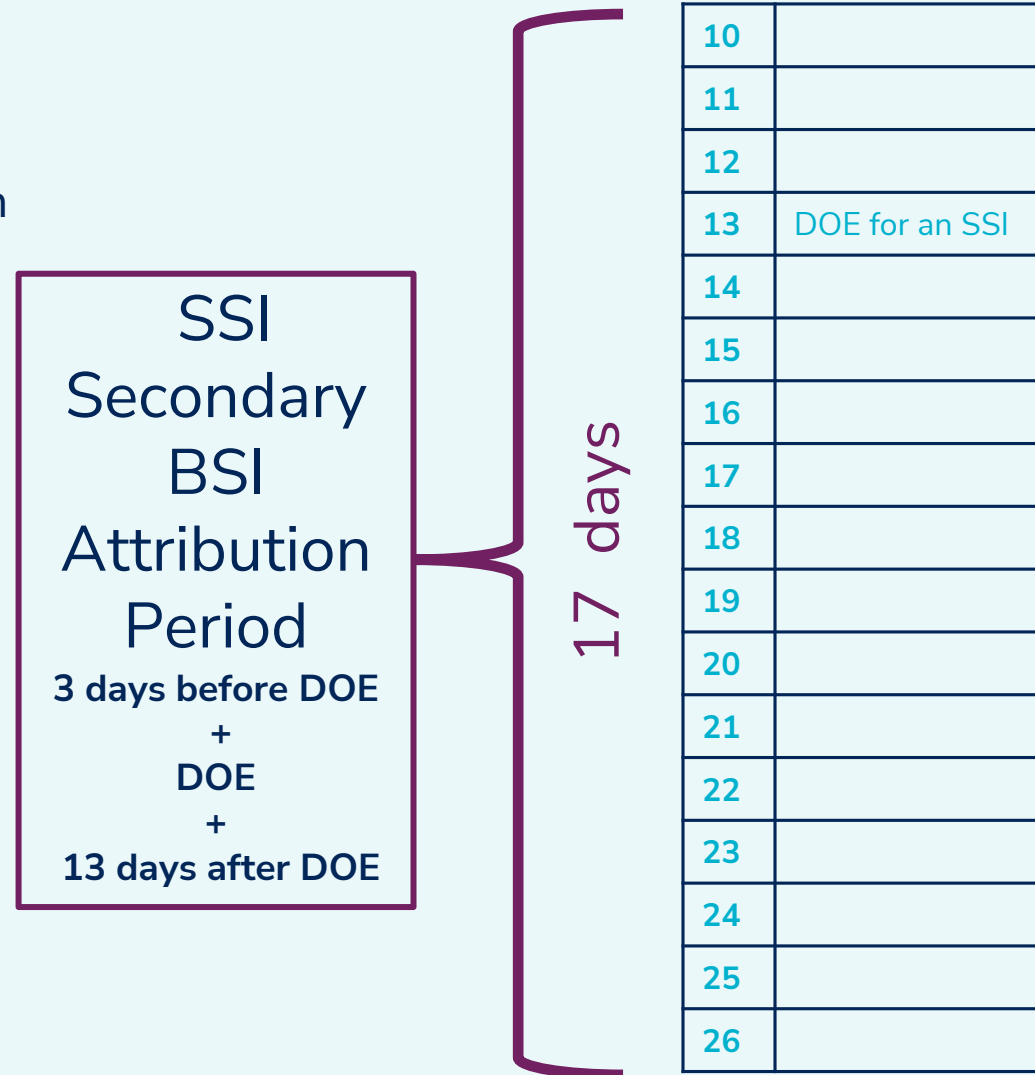 SSI
Secondary
BSI
Attribution
Period
3 days before DOE
+
DOE
+
13 days after DOE
17 days
10
11
12
13 DOE for an SSI
14
15
16
17
18
19
20
21
22
23
24
25
26